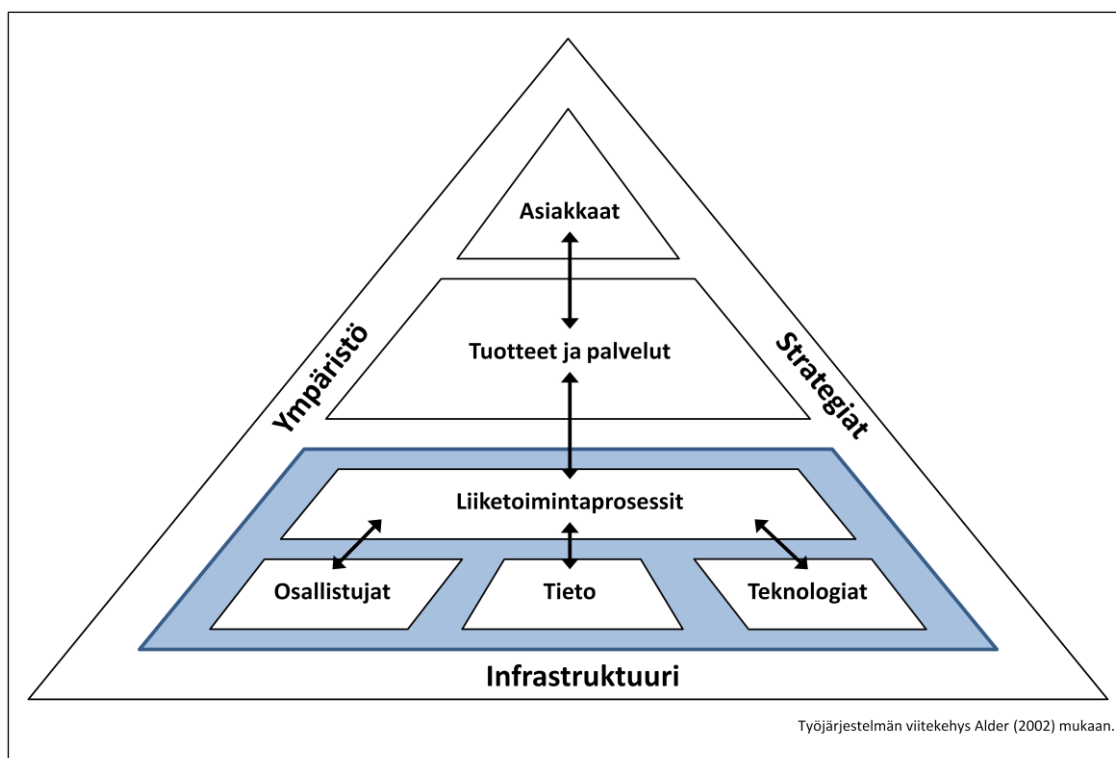 Asiakkaat
Tuotteet ja palvelut
Ympäristö
Strategiat
Liiketoimintaprosessit
Osallistujat
Tieto
Teknologiat
Infrastruktuuri
Työjärjestelmän viitekehys Alder (2002) mukaan.